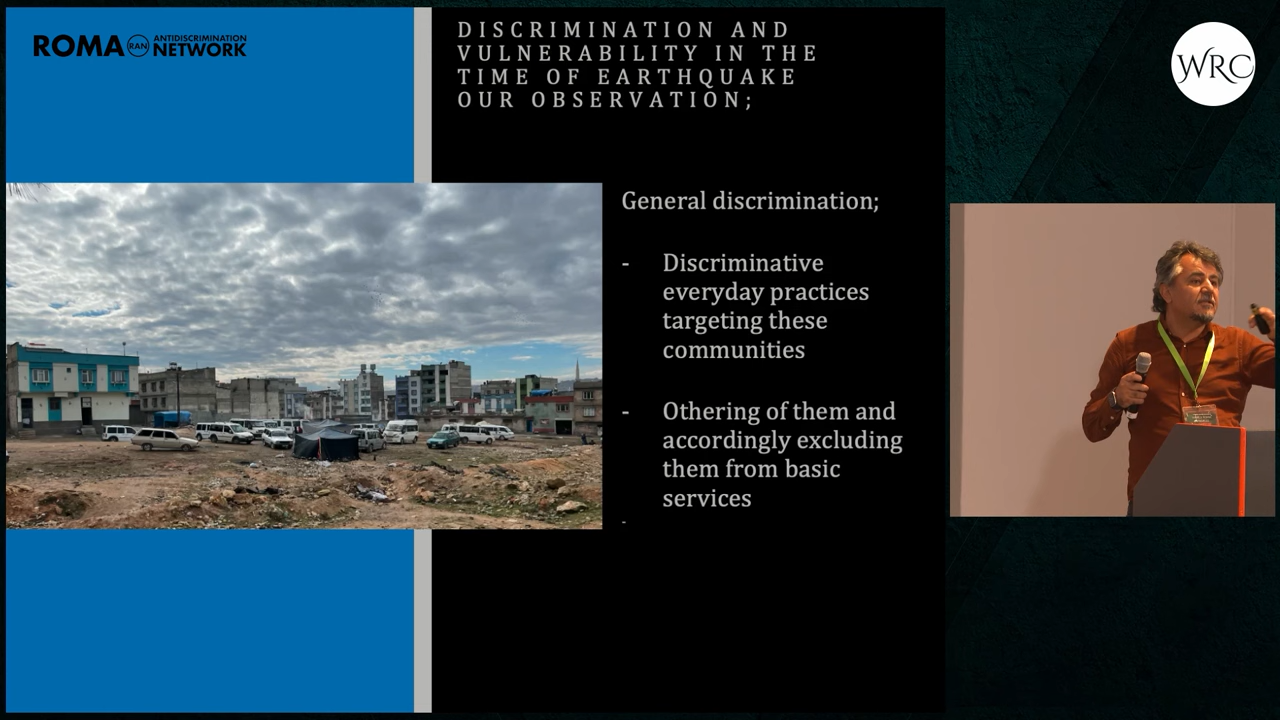 ROMA RAN ANTIDISCRIMINATION NETWORK
DISCRIMINATION AND
VULNERABILITY IN THE
TIME OF EARTHQUAKE
OUR OBSERVATION;
WRC
General discrimination;
- Discriminative
everyday practices
targeting these
communities
- Othering of them and
accordingly excluding
them from basic
services
-